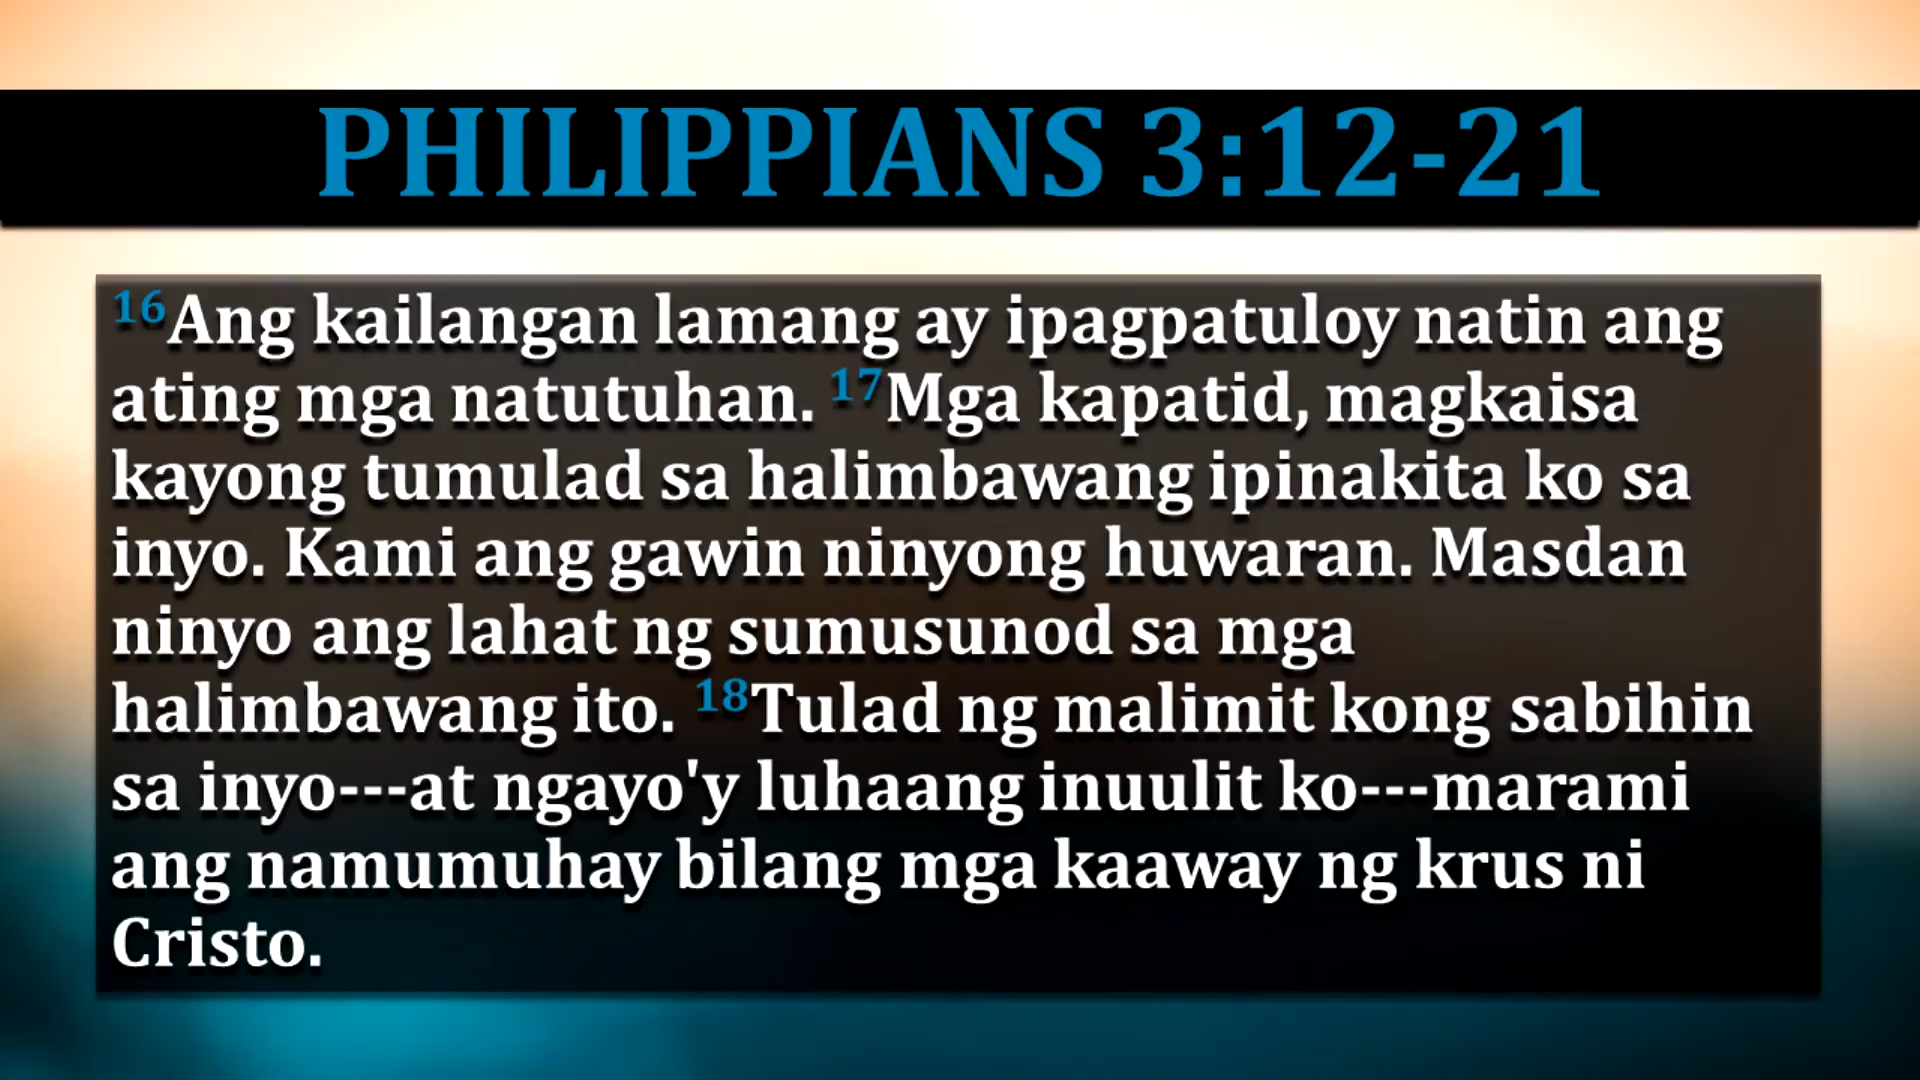 PHILIPPIANS 3:12-21
16Ang kailangan lamang ay ipagpatuloy natin ang
ating mga natutuhan. 17Mga kapatid, magkaisa
kayong tumulad sa halimbawang ipinakita ko sa
inyo. Kami ang gawin ninyong huwaran. Masdan
ninyo ang lahat ng sumusunod sa mga
halimbawang ito. 18Tulad ng malimit kong sabihin
sa inyo---at ngayo'y luhaang inuulit ko---marami
ang namumuhay bilang mga kaaway ng krus ni
Cristo.